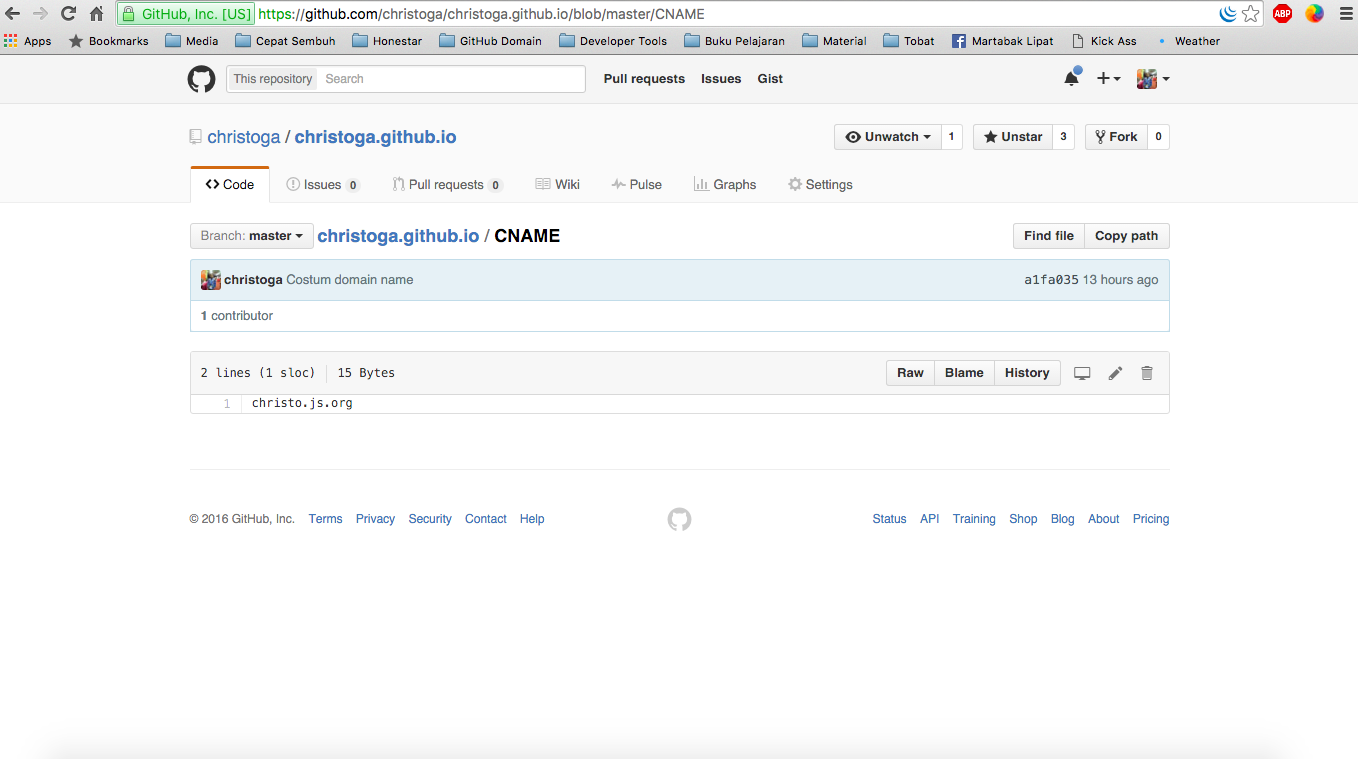 GitHub, Inc. [US] https://github.com/christoga/christoga.github.io/blob/master/CNAME ABP
Apps Bookmarks Media Cepat Sembuh Honestar GitHub Domain Developer Tools Buku Pelajaran Material Tobat Martabak Lipat Kick Ass Weather
This repository Search Pull requests Issues Gist
christoga / christoga.github.io Unwatch 1 Unstar 3 Fork 0
Code Issues 0 Pull requests 0 Wiki Pulse Graphs Settings
Branch: master christoga.github.io / CNAME Find file Copy path
christoga Costum domain name a1fa035 13 hours ago
1 contributor
2 lines (1 sloc) 15 Bytes Raw Blame History
1 christo.js.org
© 2016 GitHub, Inc. Terms Privacy Security Contact Help Status API Training Shop Blog About Pricing